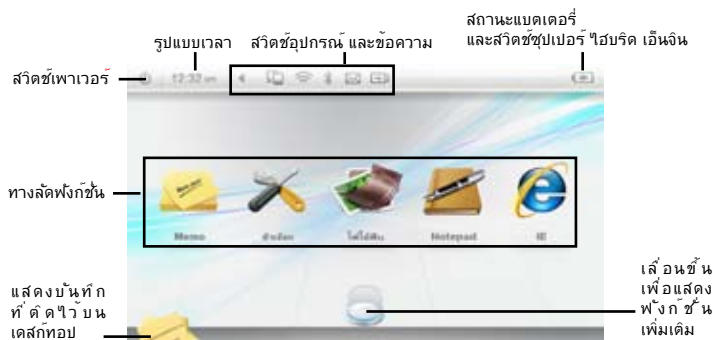 สถานะแบตเตอรี่
และสวิตช์ซุปเปอร์ ไฮบริด เอ็นจิน
รูปแบบเวลา
สวิตช์อุปกรณ์ และข้อความ
สวิตช์เพาเวอร์
12:32
ทางลัดฟังก์ชั่น
Memo
ตัวเลือก
Notepad
IE
แสดงบันทึก
ที่ติดไว้บน
เดสก์ทอป
เลื่อนขึ้น
เพื่อแสดง
ฟังก์ชั่น
เพิ่มเติม